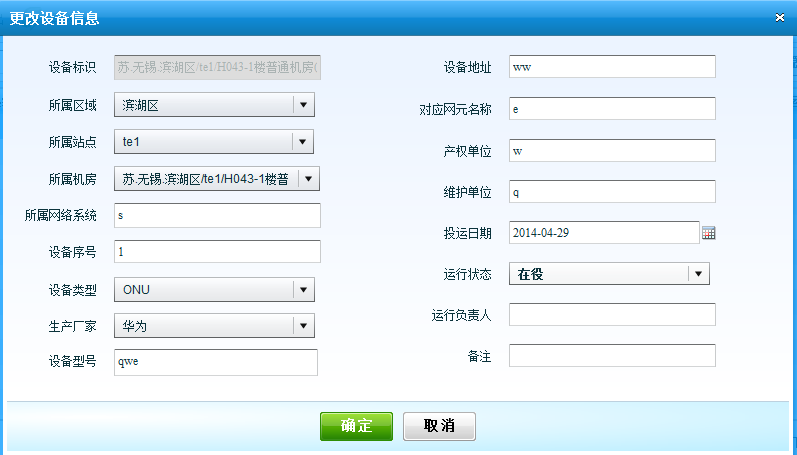 更改设备信息
设备标识 苏.无锡.滨湖区/te1/H043-1楼普通机房(
所属区域 滨湖区
所属站点 te1
所属机房 苏.无锡.滨湖区/te1/H043-1楼普
所属网络系统 s
设备序号 1
设备类型 ONU
生产厂家 华为
设备型号 qwe
设备地址 ww
对应网元名称 e
产权单位 w
维护单位 q
投运日期 2014-04-29
运行状态 在役
运行负责人
备注
确定 取消